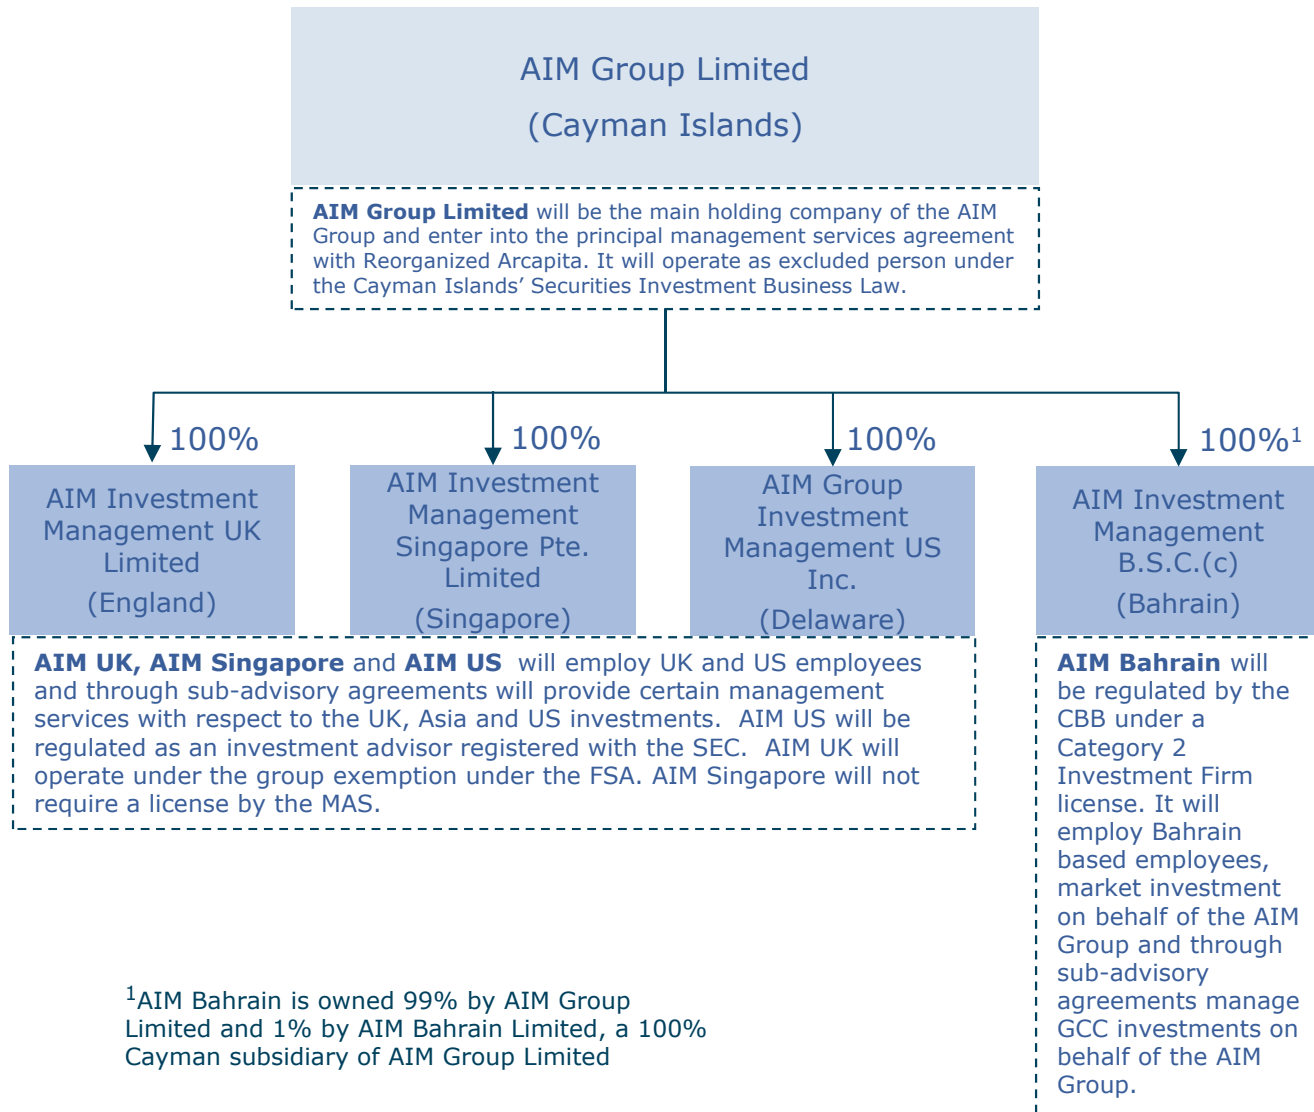 AIM Group Limited
(Cayman Islands)
AIM Group Limited will be the main holding company of the AIM
Group and enter into the principal management services agreement
with Reorganized Arcapita. It will operate as excluded person under
the Cayman Islands’ Securities Investment Business Law.
100%
100%
100%
100%¹
AIM Investment
Management UK
Limited
(England)
AIM Investment
Management
Singapore Pte.
Limited
(Singapore)
AIM Group
Investment
Management US
Inc.
(Delaware)
AIM Investment
Management
B.S.C.(c)
(Bahrain)
AIM UK, AIM Singapore and AIM US will employ UK and US employees
and through sub-advisory agreements will provide certain management
services with respect to the UK, Asia and US investments. AIM US will be
regulated as an investment advisor registered with the SEC. AIM UK will
operate under the group exemption under the FSA. AIM Singapore will not
require a license by the MAS.
AIM Bahrain will
be regulated by the
CBB under a
Category 2
Investment Firm
license. It will
employ Bahrain
based employees,
market investment
on behalf of the AIM
Group and through
sub-advisory
agreements manage
GCC investments on
behalf of the AIM
Group.
¹AIM Bahrain is owned 99% by AIM Group
Limited and 1% by AIM Bahrain Limited, a 100%
Cayman subsidiary of AIM Group Limited